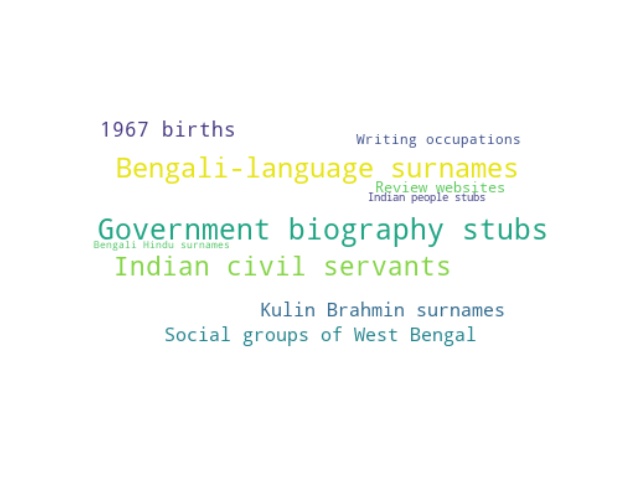 1967 births
Writing occupations
Bengali-language surnames
Review websites
Indian people stubs
Government biography stubs
Bengali Hindu surnames
Indian civil servants
Kulin Brahmin surnames
Social groups of West Bengal